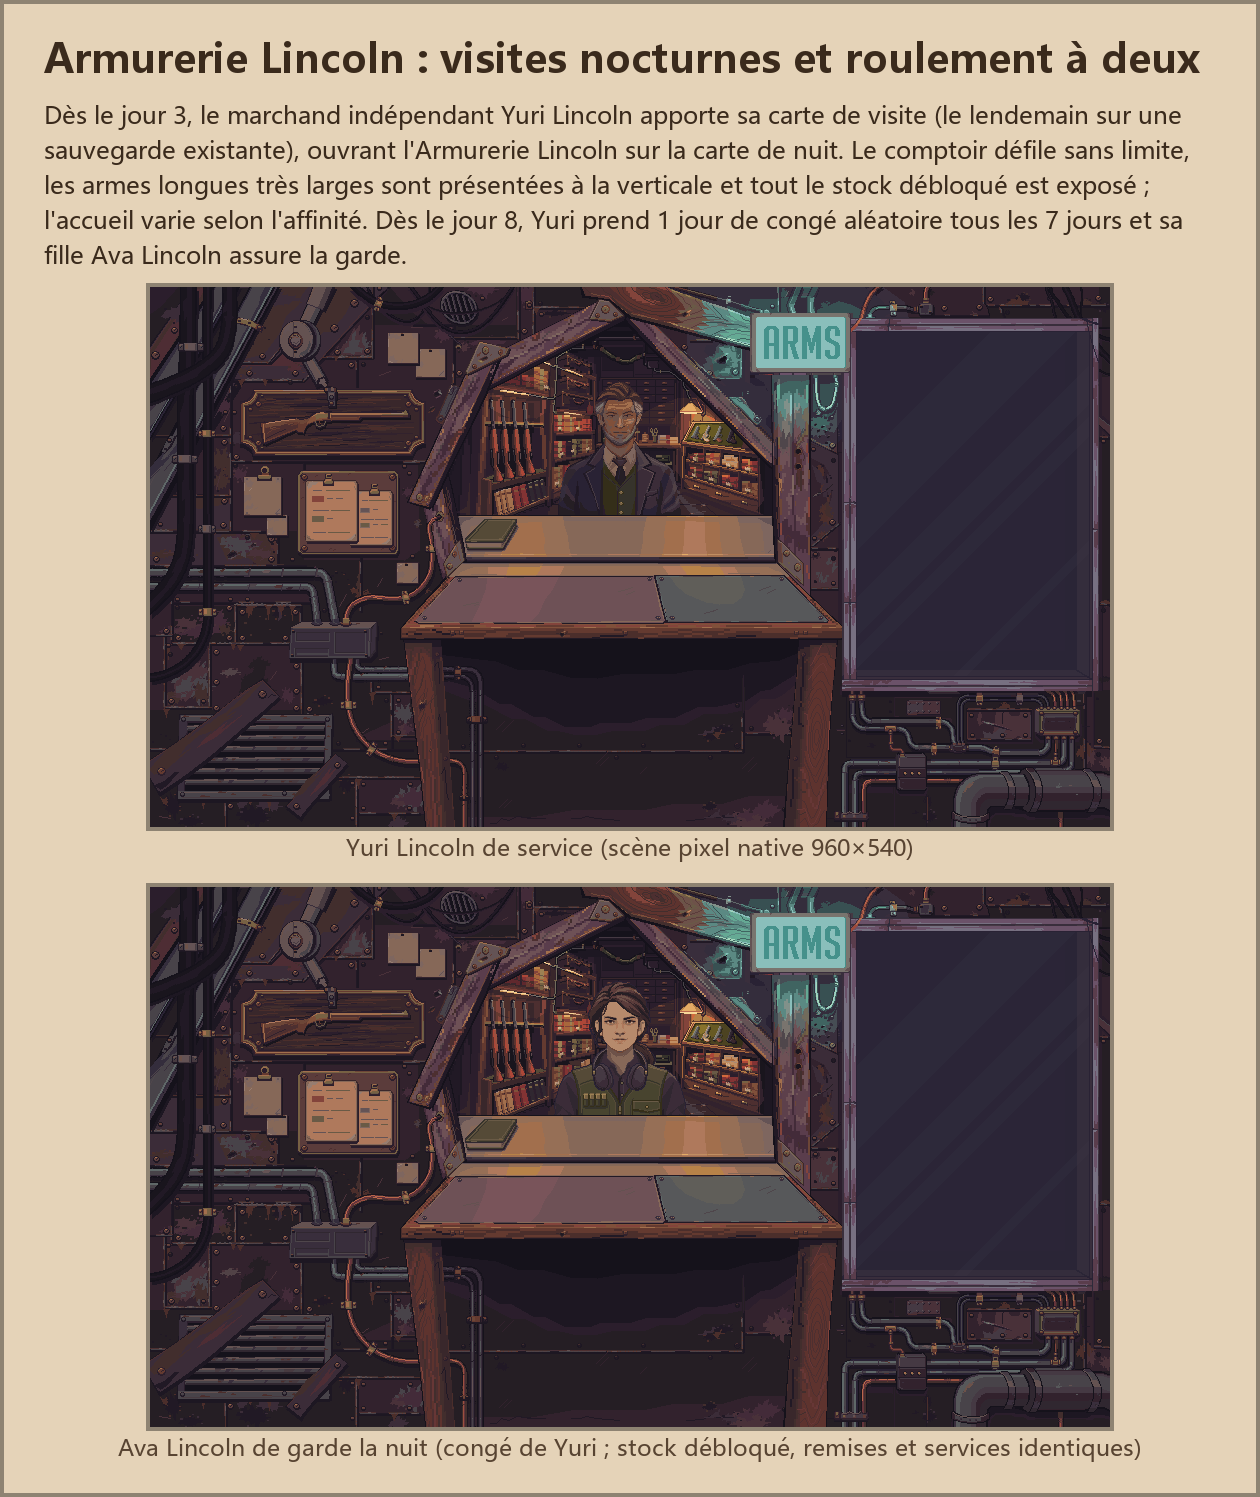 Armurerie Lincoln : visites nocturnes et roulement à deux
Dès le jour 3, le marchand indépendant Yuri Lincoln apporte sa carte de visite (le lendemain sur une
sauvegarde existante), ouvrant l'Armurerie Lincoln sur la carte de nuit. Le comptoir défile sans limite,
les armes longues très larges sont présentées à la verticale et tout le stock débloqué est exposé ;
l'accueil varie selon l'affinité. Dès le jour 8, Yuri prend 1 jour de congé aléatoire tous les 7 jours et sa
fille Ava Lincoln assure la garde.
ARMS
Yuri Lincoln de service (scène pixel native 960×540)
ARMS
Ava Lincoln de garde la nuit (congé de Yuri ; stock débloqué, remises et services identiques)